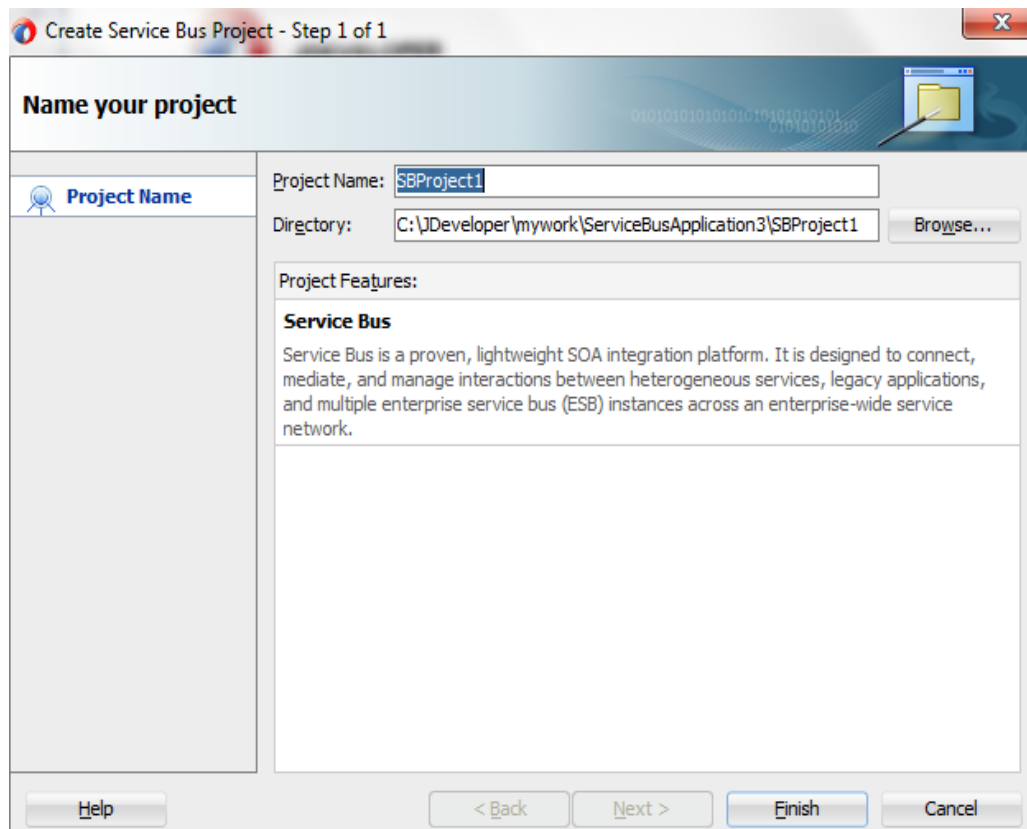 Create Service Bus Project - Step 1 of 1
Name your project
Project Name
Project Name: SBProject1
Directory: C:\JDeveloper\mywork\ServiceBusApplication3\SBProject1 Browse...
Project Features:
Service Bus
Service Bus is a proven, lightweight SOA integration platform. It is designed to connect,
mediate, and manage interactions between heterogeneous services, legacy applications,
and multiple enterprise service bus (ESB) instances across an enterprise-wide service
network.
Help < Back Next > Finish Cancel